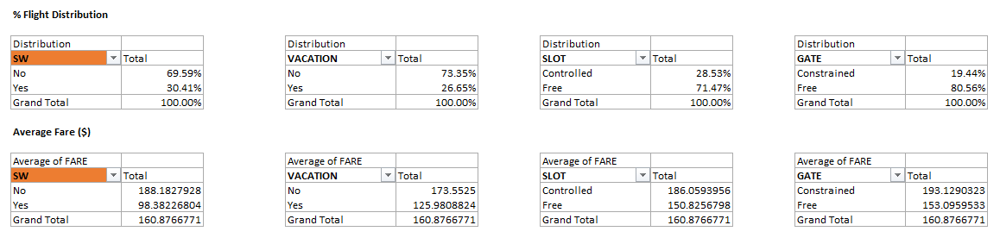 % Flight Distribution
Distribution Distribution Distribution Distribution
SW Total VACATION Total SLOT Total GATE Total
No 69.59% No 73.35% Controlled 28.53% Constrained 19.44%
Yes 30.41% Yes 26.65% Free 71.47% Free 80.56%
Grand Total 100.00% Grand Total 100.00% Grand Total 100.00% Grand Total 100.00%
Average Fare ($)
Average of FARE Average of FARE Average of FARE Average of FARE
SW Total VACATION Total SLOT Total GATE Total
No 188.1827928 No 173.5525 Controlled 186.0593956 Constrained 193.1290323
Yes 98.38226804 Yes 125.9808824 Free 150.8256798 Free 153.0959533
Grand Total 160.8766771 Grand Total 160.8766771 Grand Total 160.8766771 Grand Total 160.8766771